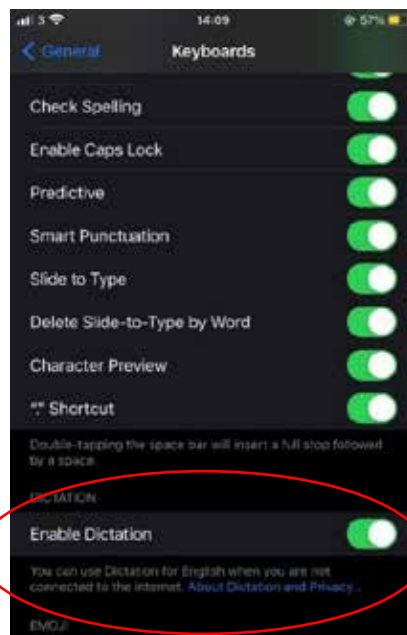 3 14:09 57%
General Keyboards
Check Spelling
Enable Caps Lock
Predictive
Smart Punctuation
Slide to Type
Delete Slide-to-Type by Word
Character Preview
"." Shortcut
Double-tapping the space bar will insert a full stop followed
by a space.
DICTATION
Enable Dictation
You can use Dictation for English when you are not
connected to the internet. About Dictation and Privacy...
EMOJI